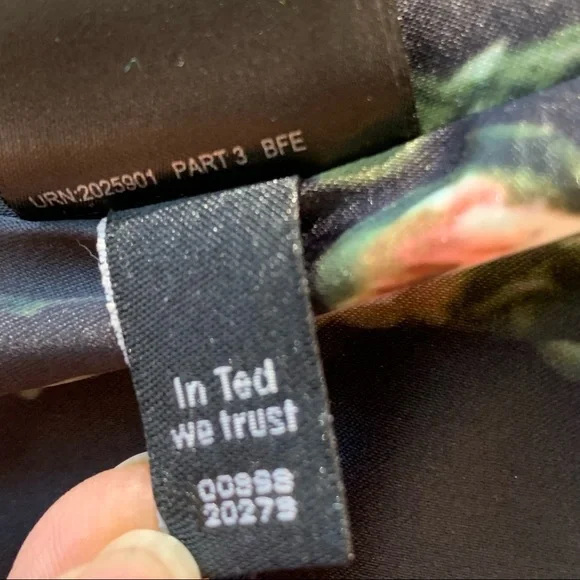 URN:2025901 PART 3 BFE
In Ted
we trust
00998
20279